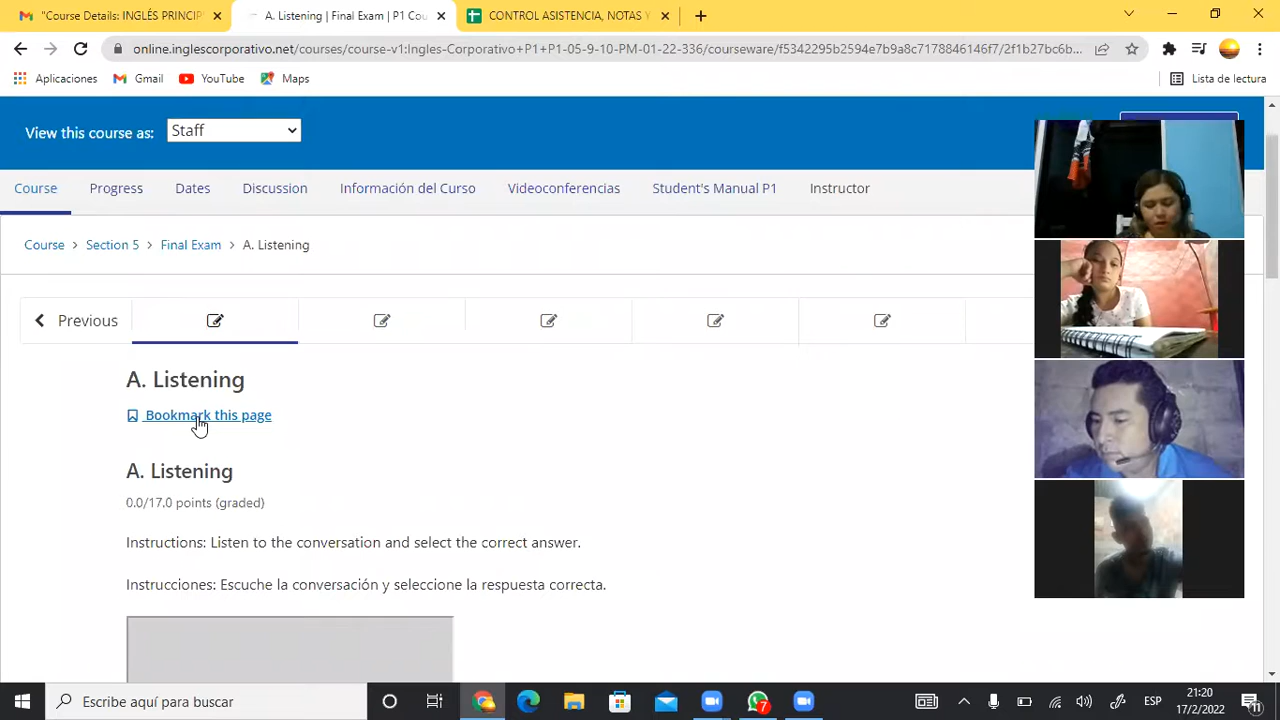 "Course Details: INGLÉS PRINCIP
A. Listening | Final Exam | P1 Cou
CONTROL ASISTENCIA, NOTAS Y
online.inglescorporativo.net/courses/course-v1:Ingles-Corporativo+P1+P1-05-9-10-PM-01-22-336/courseware/f5342295b2594e7b9a8c7178846146f7/2f1b27bc6b...
Aplicaciones
Gmail
YouTube
Maps
Lista de lectura
View this course as:
Staff
Course
Progress
Dates
Discussion
Información del Curso
Videoconferencias
Student's Manual P1
Instructor
Course > Section 5 > Final Exam > A. Listening
Previous
A. Listening
Bookmark this page
A. Listening
0.0/17.0 points (graded)
Instructions: Listen to the conversation and select the correct answer.
Instrucciones: Escuche la conversación y seleccione la respuesta correcta.
Escribe aquí para buscar
7
ESP
21:20
17/2/2022
11